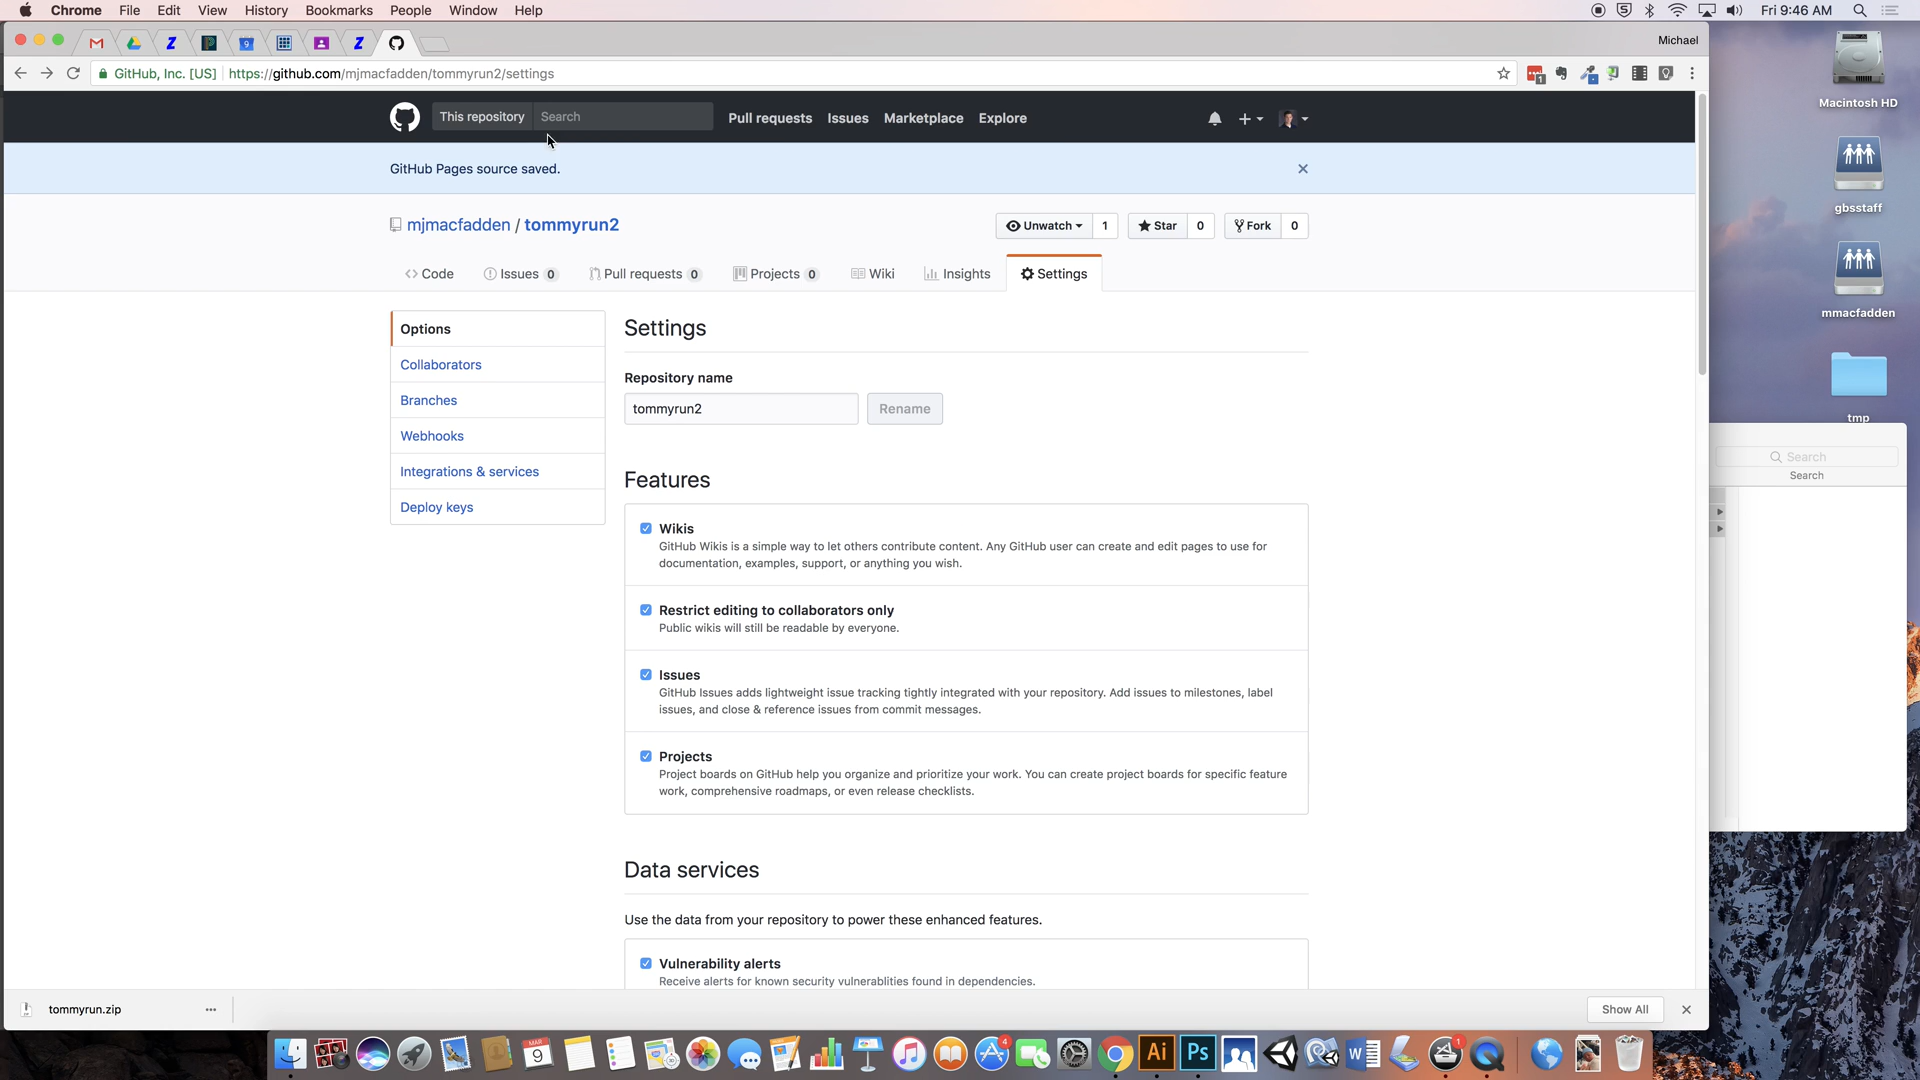 Chrome File Edit View History Bookmarks People Window Help
Fri 9:46 AM
Michael
GitHub, Inc. [US] https://github.com/mjmacfadden/tommyrun2/settings
This repository Search Pull requests Issues Marketplace Explore
GitHub Pages source saved.
mjmacfadden / tommyrun2
Unwatch 1 Star 0 Fork 0
Code Issues 0 Pull requests 0 Projects 0 Wiki Insights Settings
Options
Collaborators
Branches
Webhooks
Integrations & services
Deploy keys
Settings
Repository name
tommyrun2 Rename
Features
Wikis
GitHub Wikis is a simple way to let others contribute content. Any GitHub user can create and edit pages to use for
documentation, examples, support, or anything you wish.
Restrict editing to collaborators only
Public wikis will still be readable by everyone.
Issues
GitHub Issues adds lightweight issue tracking tightly integrated with your repository. Add issues to milestones, label
issues, and close & reference issues from commit messages.
Projects
Project boards on GitHub help you organize and prioritize your work. You can create project boards for specific feature
work, comprehensive roadmaps, or even release checklists.
Data services
Use the data from your repository to power these enhanced features.
Vulnerability alerts
Receive alerts for known security vulnerablities found in dependencies.
Macintosh HD
gbsstaff
mmacfadden
tmp
Search
Search
tommyrun.zip
Show All
MAR
9
4
Ai
Ps
W
1